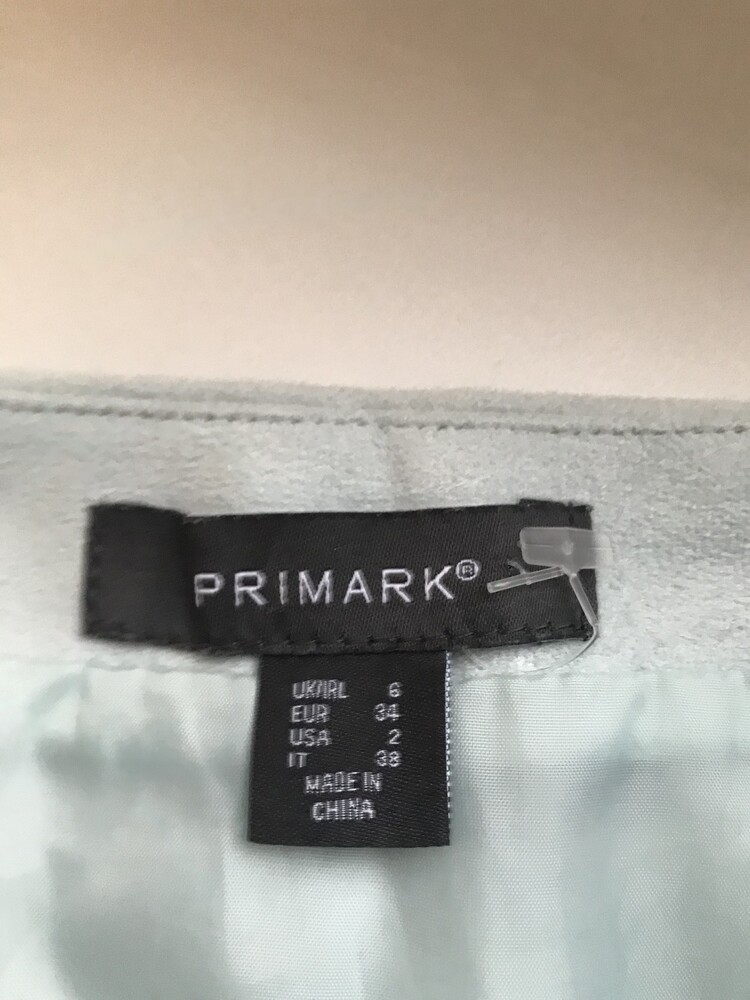 PRIMARK®
UK/IRL 6
EUR 34
USA 2
IT 38
MADE IN
CHINA